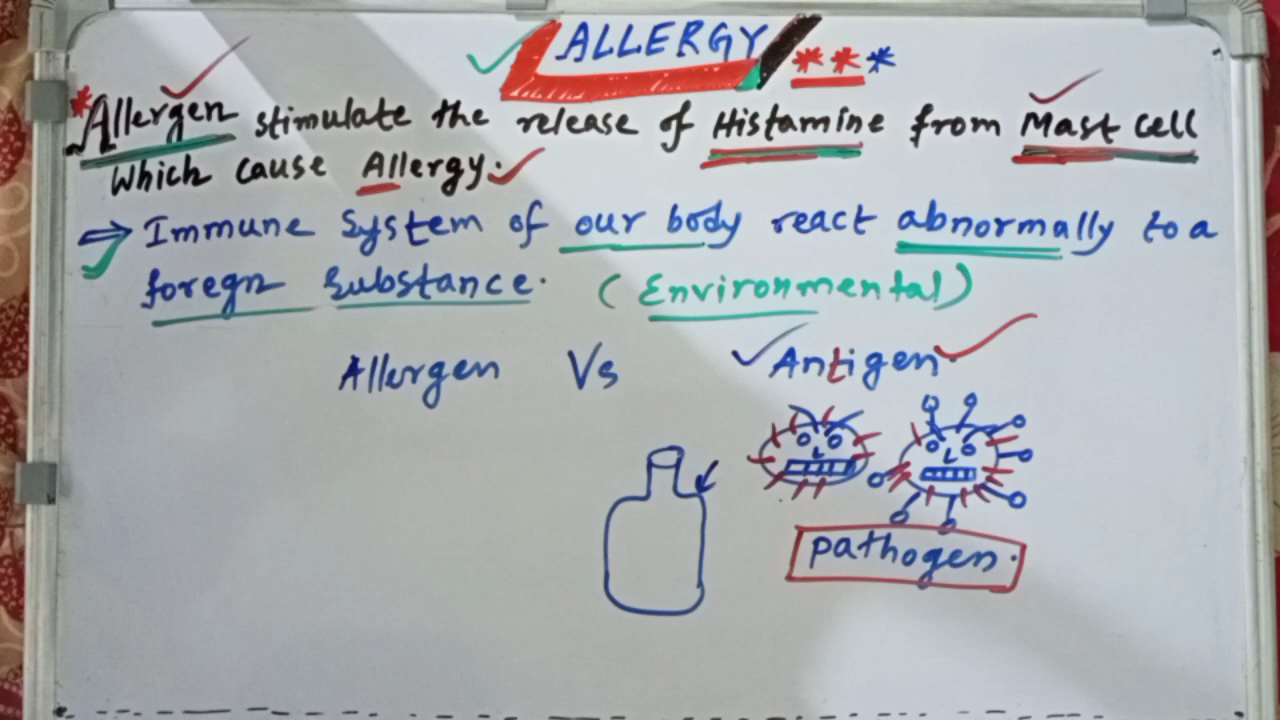 ALLERGY ***
*Allergen stimulate the release of Histamine from Mast cell
which cause Allergy.
⇒ Immune System of our body react abnormally to a
foregn Substance. (Environmental)
Allergen Vs Antigen
pathogen.